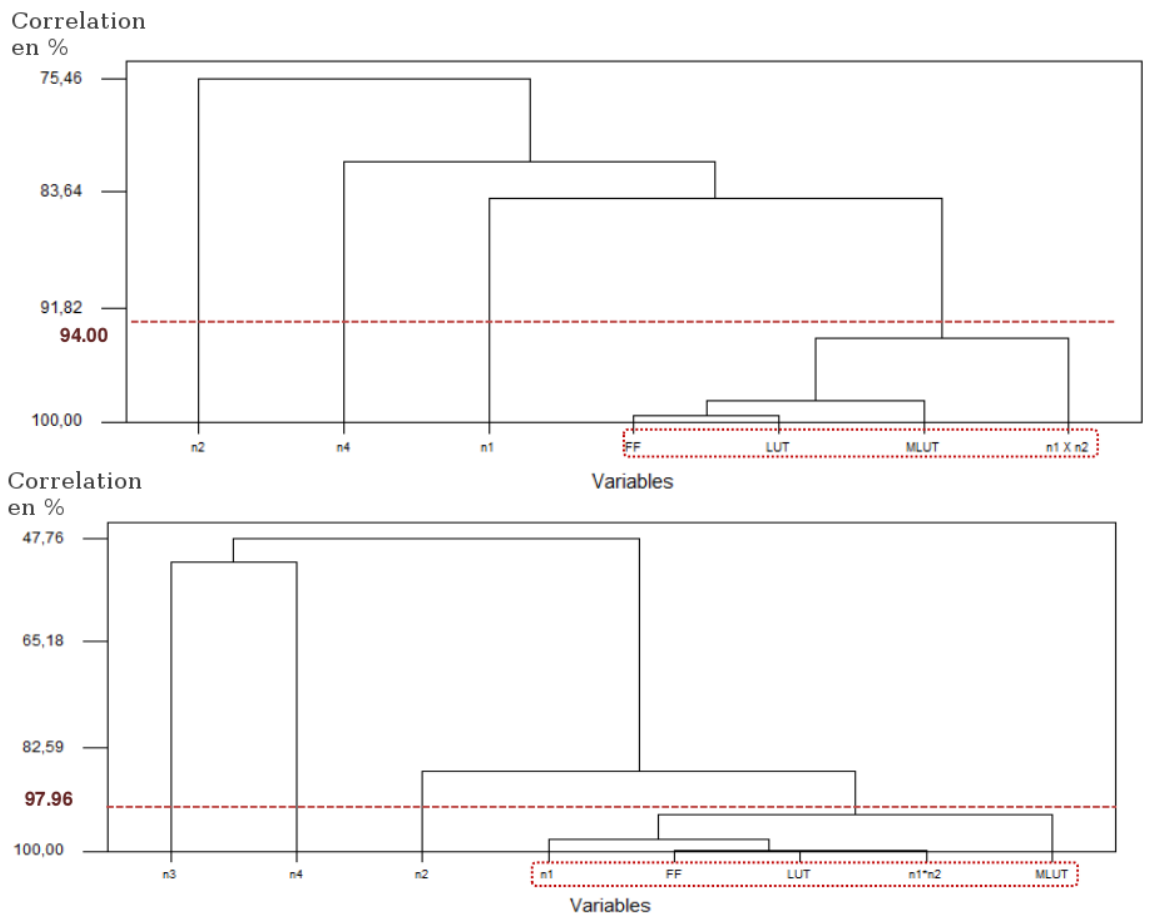 Correlation
en %
75,46
83,64
91,82
94.00
100,00
n2 n4 n1 FF LUT MLUT n1 X n2
Variables
Correlation
en %
47,76
65,18
82,59
97.96
100,00
n3 n4 n2 n1 FF LUT n1*n2 MLUT
Variables